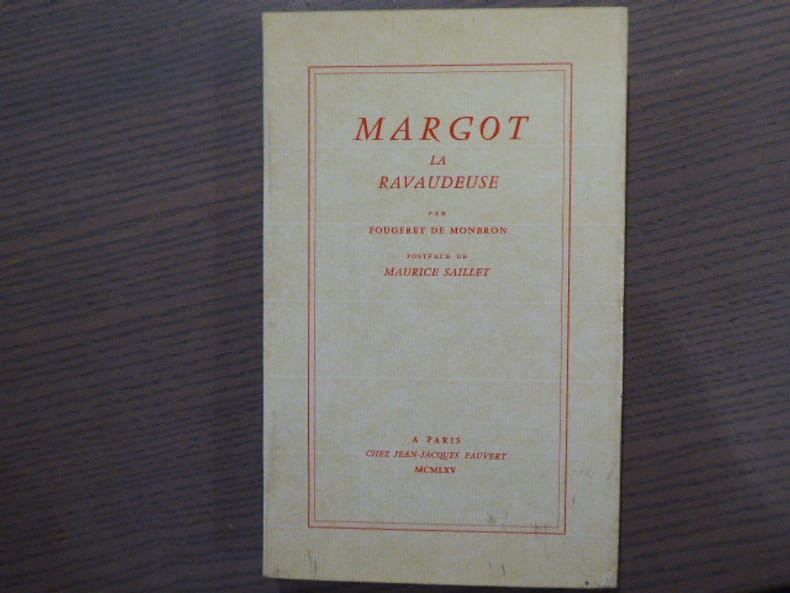 MARGOT
LA
RAVAUDEUSE
PAR
FOUGERET DE MONBRON
POSTFACE DE
MAURICE SAILLET
A PARIS
CHEZ JEAN-JACQUES PAUVERT
MCMLXV